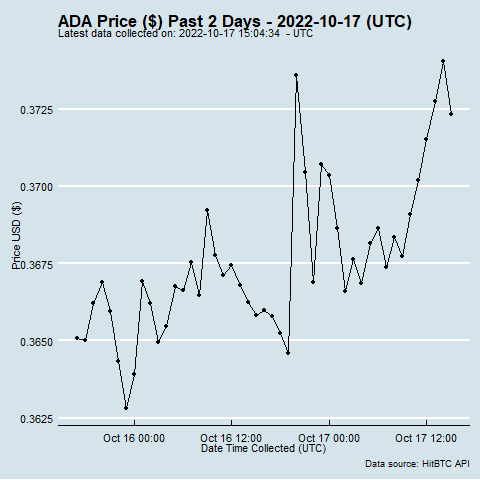 ADA Price ($) Past 2 Days - 2022-10-17 (UTC)
Latest data collected on: 2022-10-17 15:04:34  - UTC
Price USD ($)
0.3725
0.3700
0.3675
0.3650
0.3625
Oct 16 00:00 Oct 16 12:00 Oct 17 00:00 Oct 17 12:00
Date Time Collected (UTC)
Data source: HitBTC API